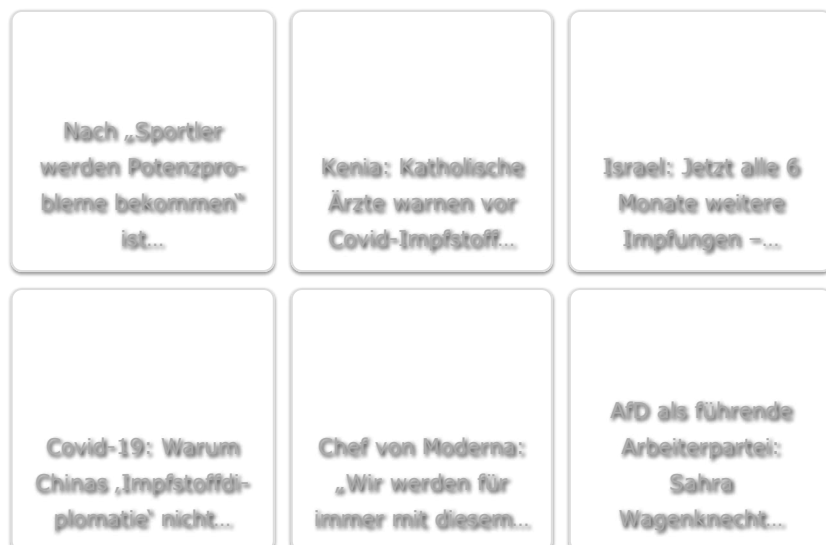 Nach „Sportler
werden Potenzpro-
bleme bekommen“
ist...
Kenia: Katholische
Ärzte warnen vor
Covid-Impfstoff...
Israel: Jetzt alle 6
Monate weitere
Impfungen –...
Covid-19: Warum
Chinas ‚Impfstoffdi-
plomatie‘ nicht...
Chef von Moderna:
„Wir werden für
immer mit diesem...
AfD als führende
Arbeiterpartei:
Sahra
Wagenknecht...